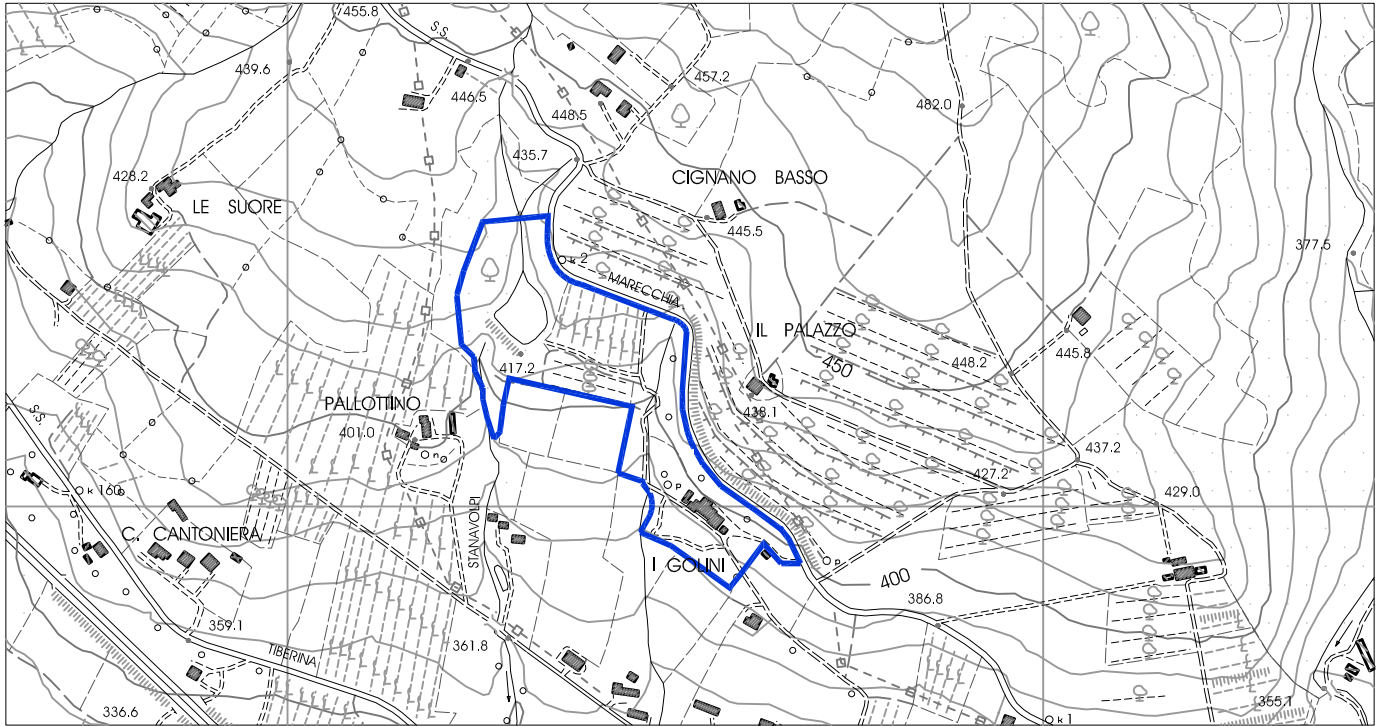 455.8
S.S.
439.6
446.5
457.2
448.5
482.0
435.7
428.2
CIGNANO BASSO
LE SUORE
445.5
377.5
k 2
MARECCHIA
IL PALAZZO
450
448.2
445.8
417.2
438.1
PALLOTTINO
401.0
n
437.2
427.2
S.S.
k 160
p
429.0
C. CANTONIERA
STIANAVOLPI
I GOLINI
p
400
386.8
359.1
TIBERINA
361.8
336.6
355.1
k 1